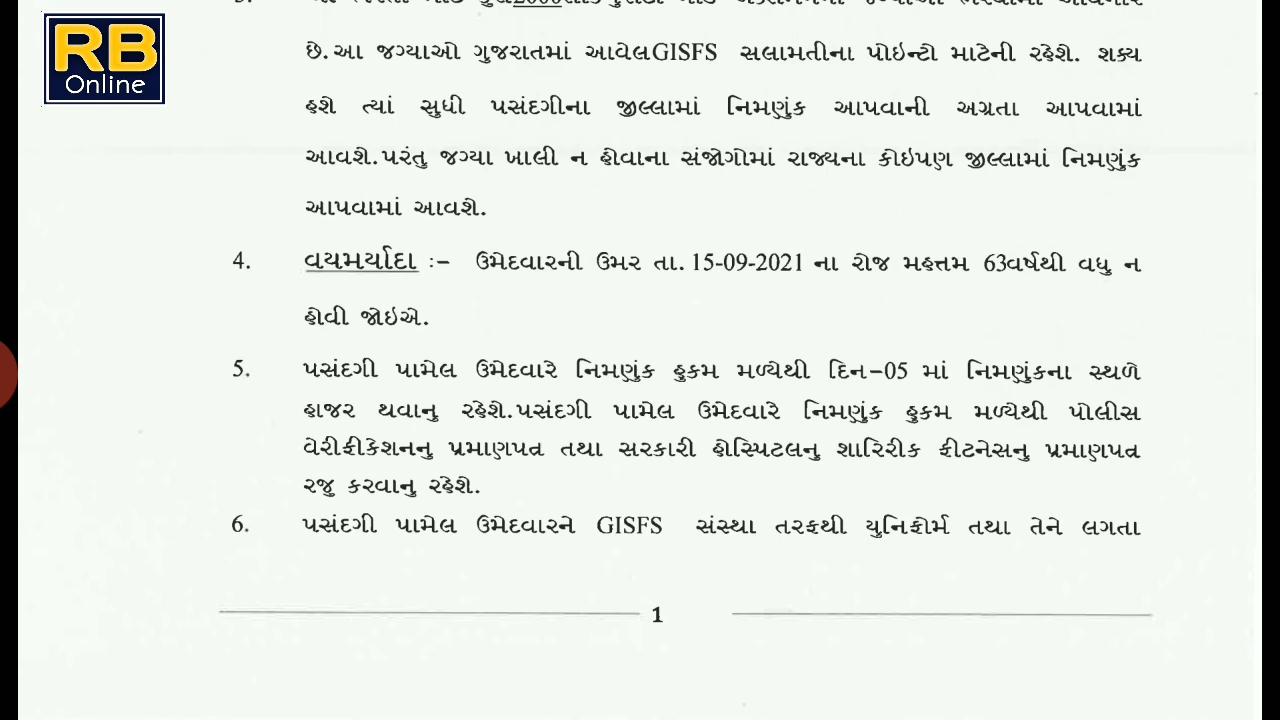 RB
Online
છે.આ જગ્યાઓ ગુજરાતમાં આવેલGISFS સલામતીના પોઇન્ટો માટેની રહેશે. શક્ય
હશે ત્યાં સુધી પસંદગીના જીલ્લામાં નિમણુંક આપવાની અગ્રતા આપવામાં
આવશે.પરંતુ જગ્યા ખાલી ન હોવાના સંજોગોમાં રાજ્યના કોઇપણ જીલ્લામાં નિમણુંક
આપવામાં આવશે.
4. વયમર્યાદા :– ઉમેદવારની ઉમર તા. 15-09-2021 ના રોજ મહત્તમ 63વર્ષથી વધુ ન
હોવી જોઇએ.
5. પસંદગી પામેલ ઉમેદવારે નિમણુંક હુકમ મળ્યેથી દિન–05 માં નિમણુંકના સ્થળે
હાજર થવાનુ રહેશે.પસંદગી પામેલ ઉમેદવારે નિમણુંક હુકમ મળ્યેથી પોલીસ
વેરીફીકેશનનુ પ્રમાણપત્ર તથા સરકારી હોસ્પિટલનુ શારિરીક ફીટનેસનુ પ્રમાણપત્ર
રજુ કરવાનુ રહેશે.
6. પસંદગી પામેલ ઉમેદવારને GISFS સંસ્થા તરફથી યુનિફોર્મ તથા તેને લગતા
1